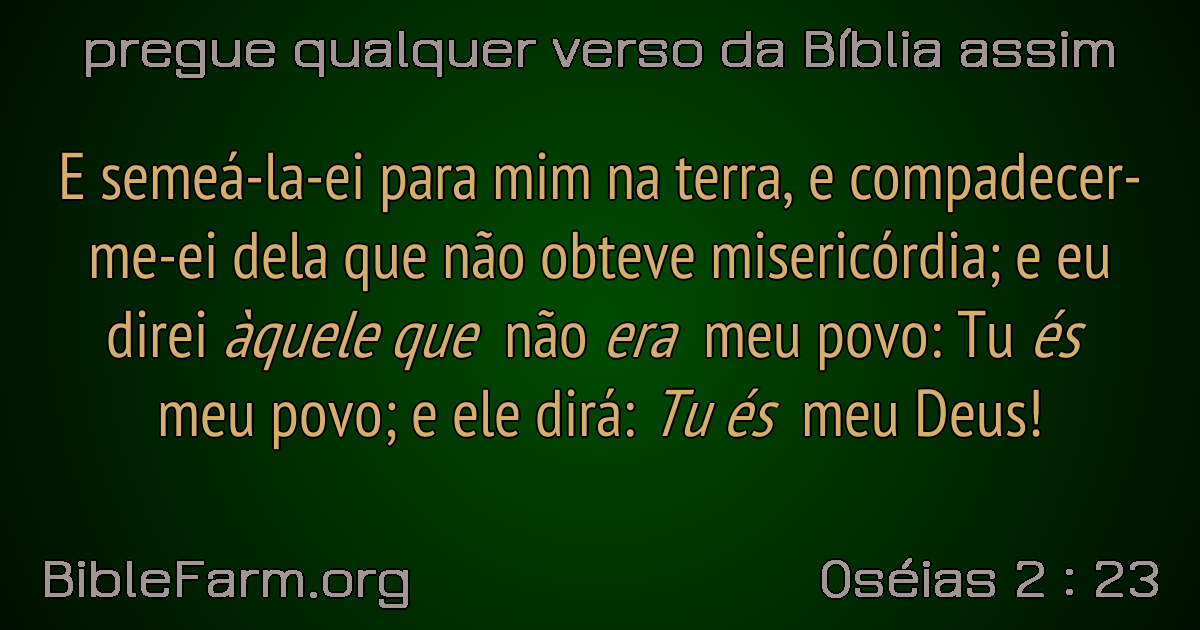 pregue qualquer verso da Bíblia assim
E semeá-la-ei para mim na terra, e compadecer-
me-ei dela que não obteve misericórdia; e eu
direi àquele que não era meu povo: Tu és
meu povo; e ele dirá: Tu és meu Deus!
BibleFarm.org
Oséias 2 : 23